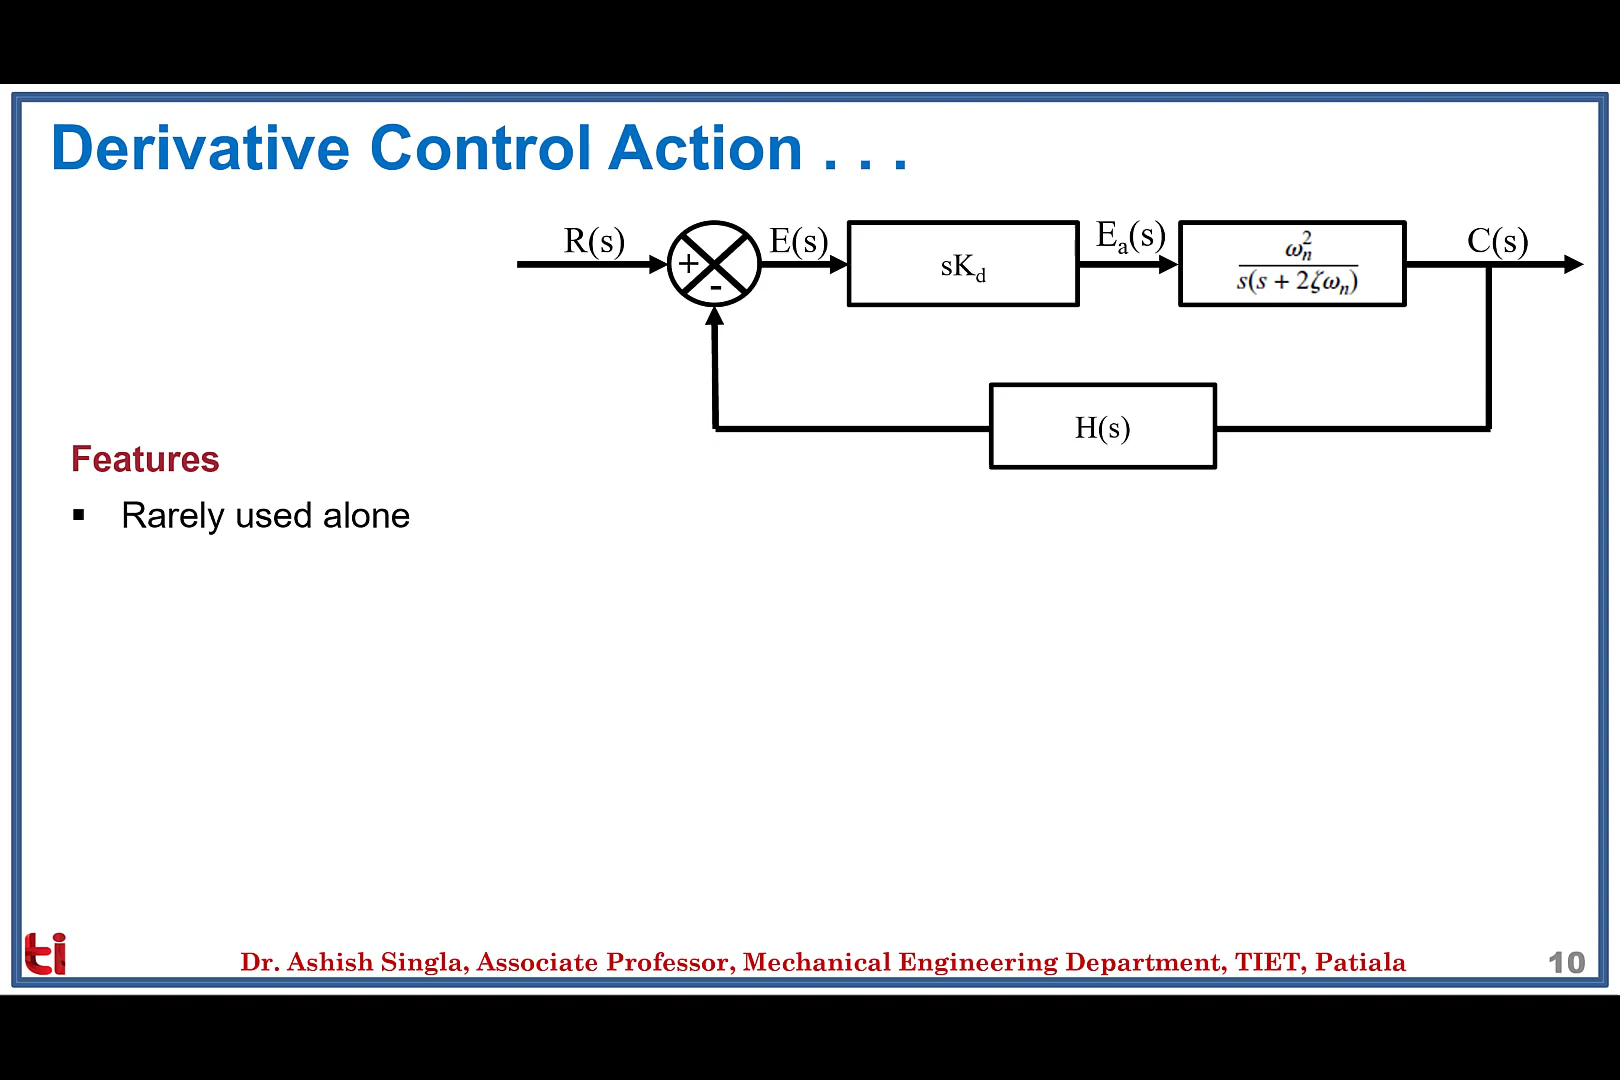 Derivative Control Action . . .
R(s)
+
-
E(s)
sK_d
E_a(s)
ω_n^2
s(s + 2ζω_n)
C(s)
H(s)
Features
▪ Rarely used alone
ti
Dr. Ashish Singla, Associate Professor, Mechanical Engineering Department, TIET, Patiala
10